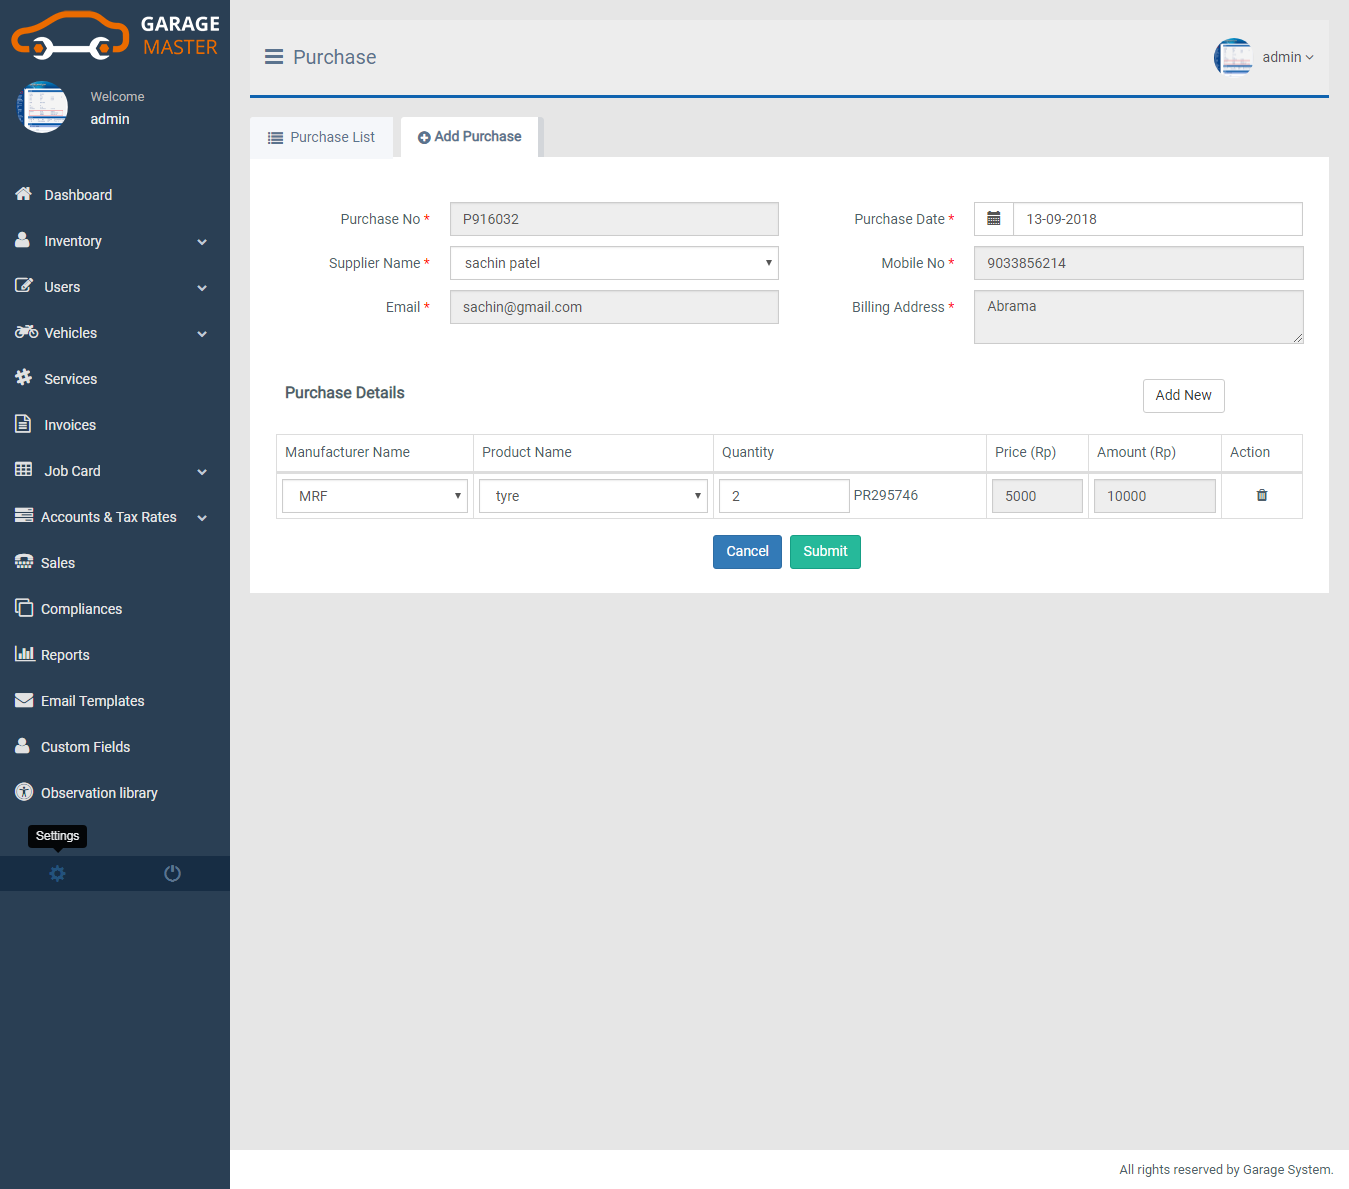 GARAGE
MASTER
Welcome
admin
Dashboard
Inventory
Users
Vehicles
Services
Invoices
Job Card
Accounts & Tax Rates
Sales
Compliances
Reports
Email Templates
Custom Fields
Observation library
Settings
Purchase
admin
Purchase List
Add Purchase
Purchase No * P916032 Purchase Date * 13-09-2018
Supplier Name * sachin patel Mobile No * 9033856214
Email * sachin@gmail.com Billing Address * Abrama
Purchase Details Add New
Manufacturer Name Product Name Quantity Price (Rp) Amount (Rp) Action
MRF tyre 2 PR295746 5000 10000
Cancel Submit
All rights reserved by Garage System.